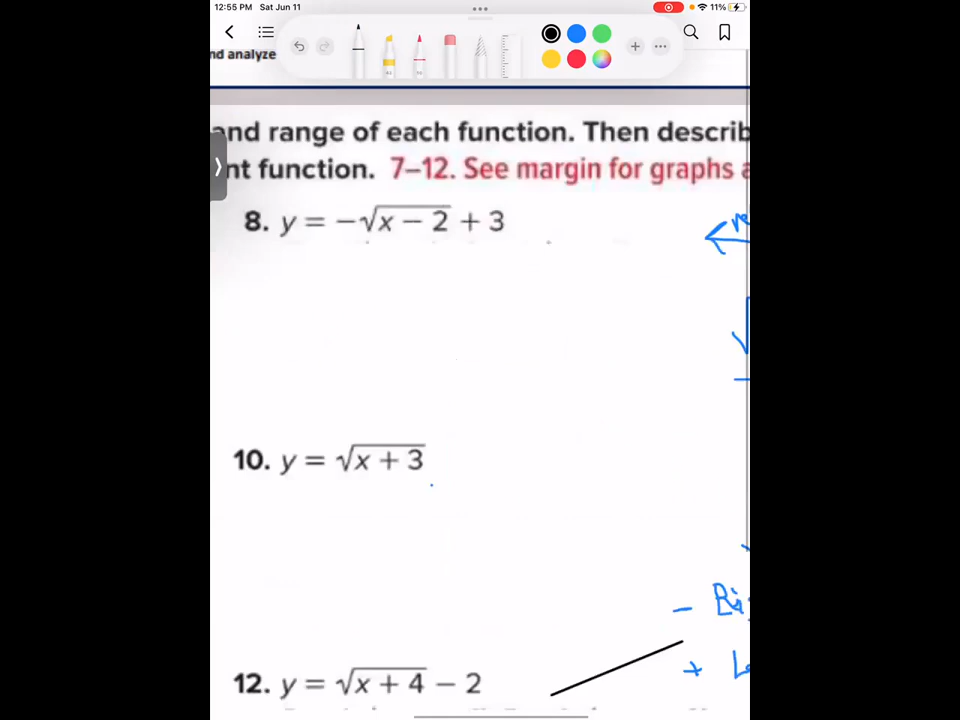 12:55 PM Sat Jun 11
11%
nd analyze
and range of each function. Then describ
nt function. 7–12. See margin for graphs a
8. y = −√x − 2 + 3
10. y = √x + 3
− Rig
+ L
12. y = √x + 4 − 2